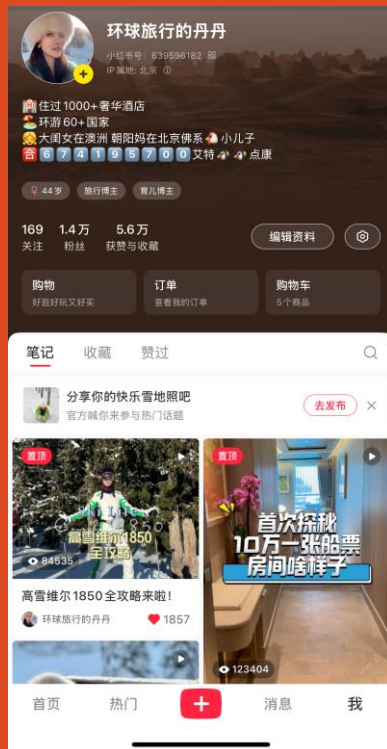 环球旅行的丹丹
小红书号：639596182
IP属地：北京
住过1000+奢华酒店
环游60+国家
大闺女在澳洲 朝阳妈在北京佛系🐴小儿子
合674195700艾特 点康
44岁 旅行博主 育儿博主
169 1.4万 5.6万
关注 粉丝 获赞与收藏
编辑资料
购物 订单 购物车
好逛好玩又好买 查看我的订单 5个商品
笔记 收藏 赞过
分享你的快乐雪地照吧
官方喊你来参与热门话题
去发布
置顶
高雪维尔1850
全攻略
84535
高雪维尔1850全攻略来啦！
环球旅行的丹丹 1857
置顶
首次探秘
10万一张船票
房间啥样子
123404
首页 热门 消息 我